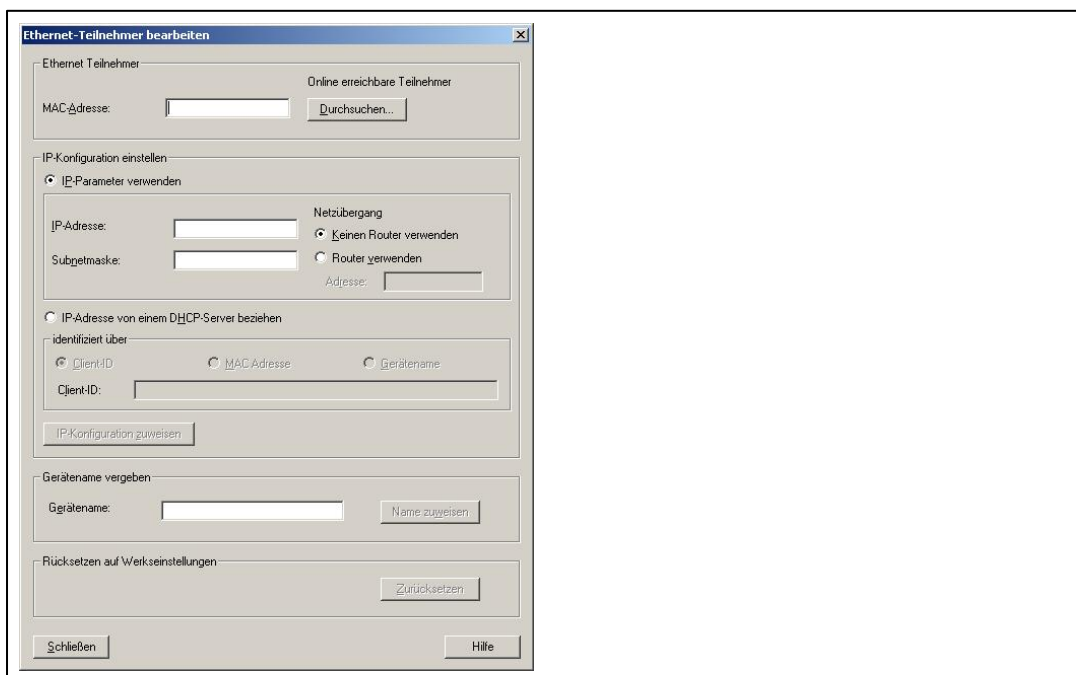 Ethernet-Teilnehmer bearbeiten
Ethernet Teilnehmer
Online erreichbare Teilnehmer
MAC-Adresse:
Durchsuchen...
IP-Konfiguration einstellen
IP-Parameter verwenden
Netzübergang
IP-Adresse:
Keinen Router verwenden
Subnetmaske:
Router verwenden
Adresse:
IP-Adresse von einem DHCP-Server beziehen
identifiziert über
Client-ID MAC Adresse Gerätename
Client-ID:
IP-Konfiguration zuweisen
Gerätename vergeben
Gerätename:
Name zuweisen
Rücksetzen auf Werkseinstellungen
Zurücksetzen
Schließen Hilfe